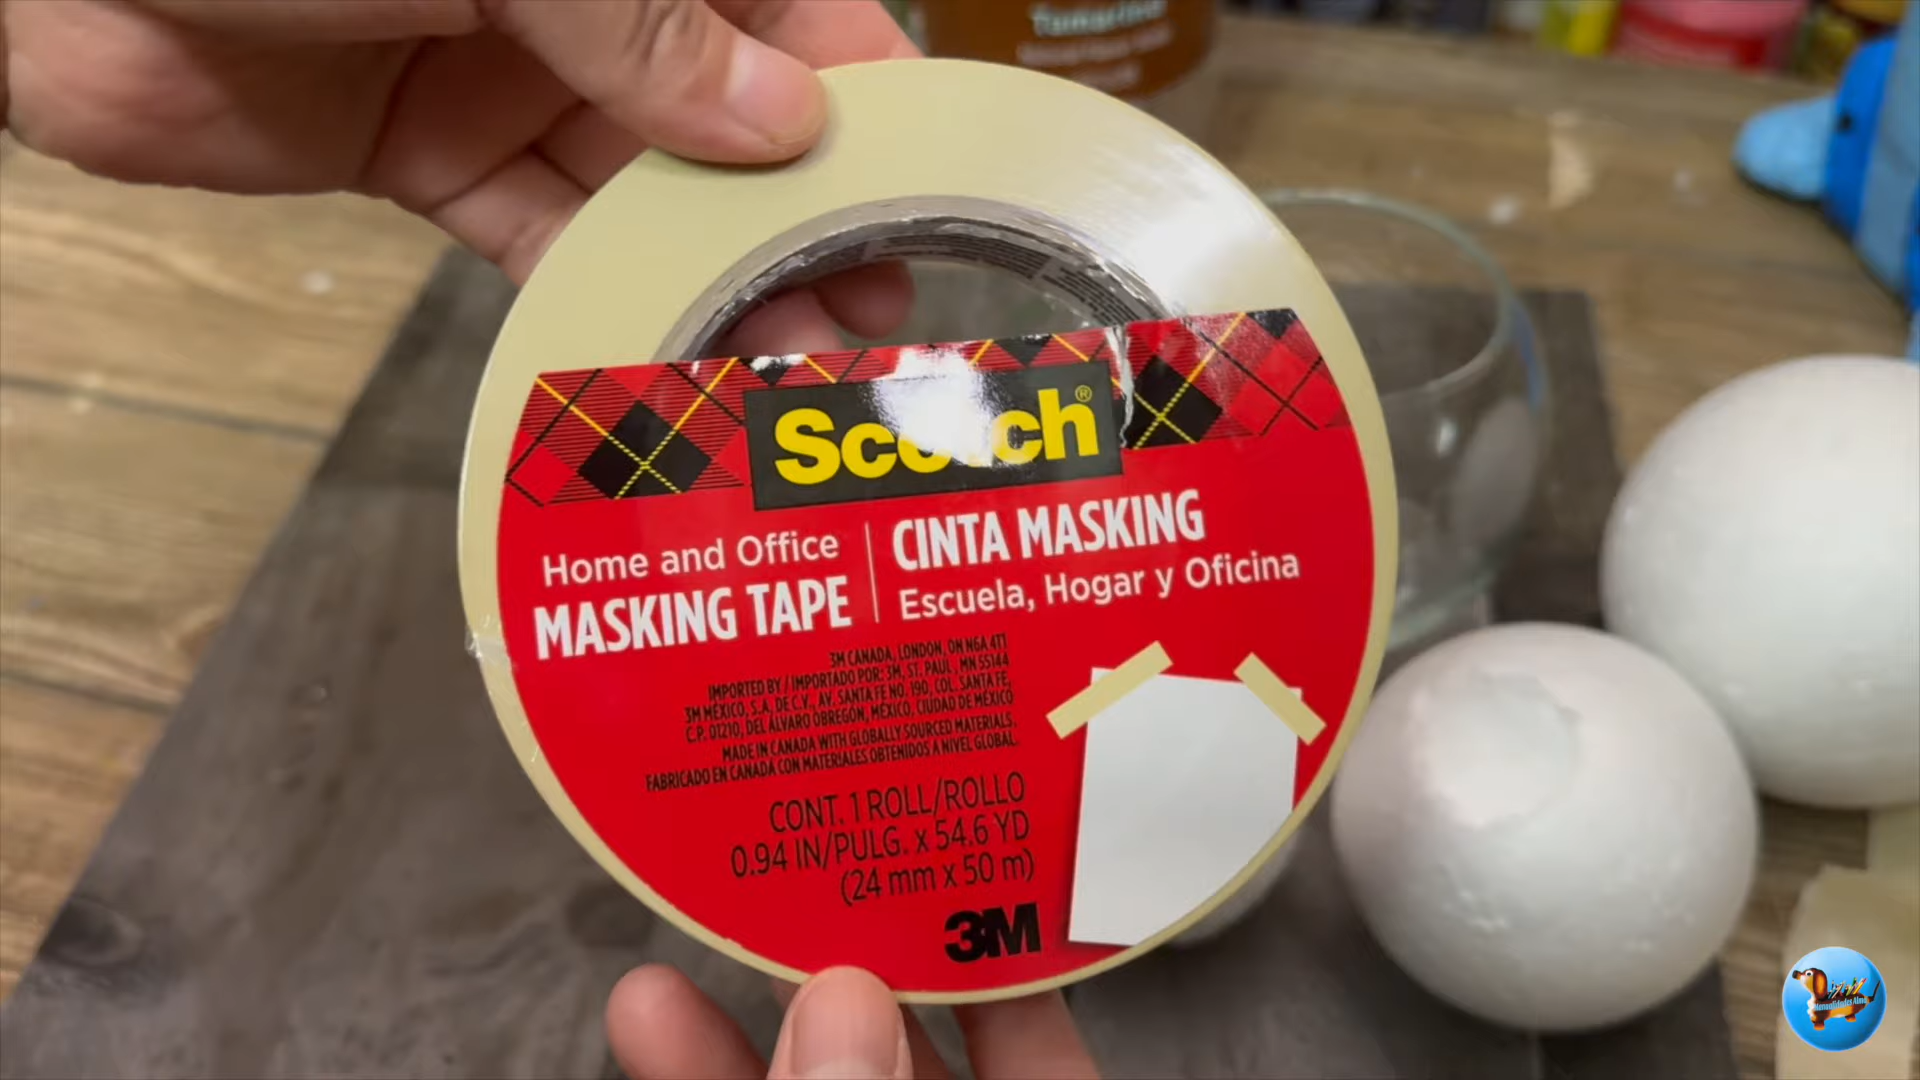 Scotch®
Home and Office
MASKING TAPE
CINTA MASKING
Escuela, Hogar y Oficina
3M CANADA, LONDON, ON N6A 4T1
IMPORTED BY / IMPORTADO POR: 3M, ST. PAUL, MN 55144
3M MÉXICO, S.A. DE C.V., AV. SANTA FE NO. 190, COL. SANTA FE,
C.P. 01210, DEL ÁLVARO OBREGÓN, MÉXICO, CIUDAD DE MÉXICO
MADE IN CANADA WITH GLOBALLY SOURCED MATERIALS.
FABRICADO EN CANADÁ CON MATERIALES OBTENIDOS A NIVEL GLOBAL.
CONT. 1 ROLL/ROLLO
0.94 IN/PULG. x 54.6 YD
(24 mm x 50 m)
3M